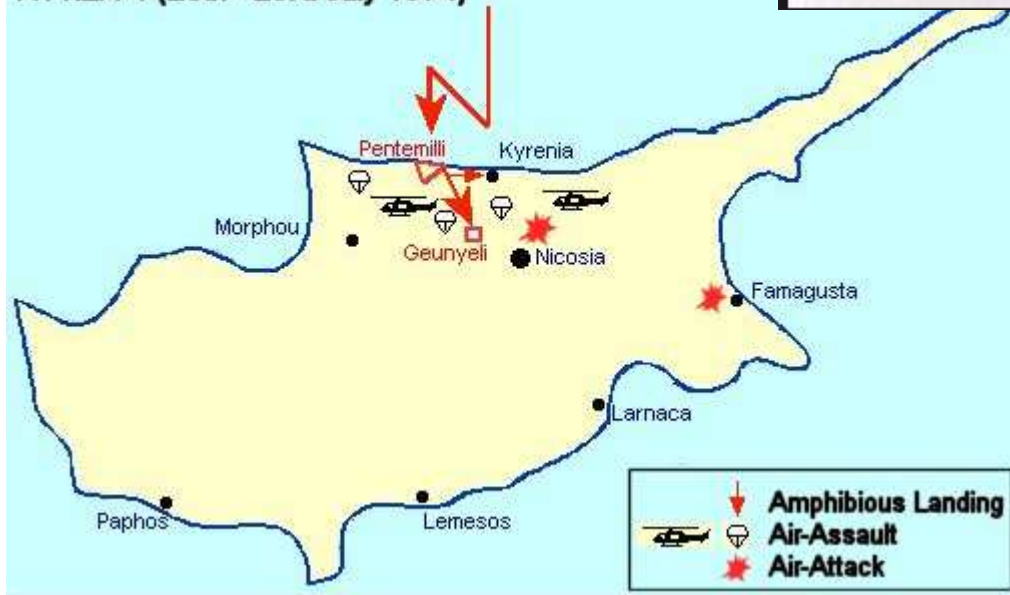 Pentemilli
Kyrenia
Morphou
Geunyeli
Nicosia
Famagusta
Larnaca
Paphos
Lemesos
Amphibious Landing
Air-Assault
Air-Attack